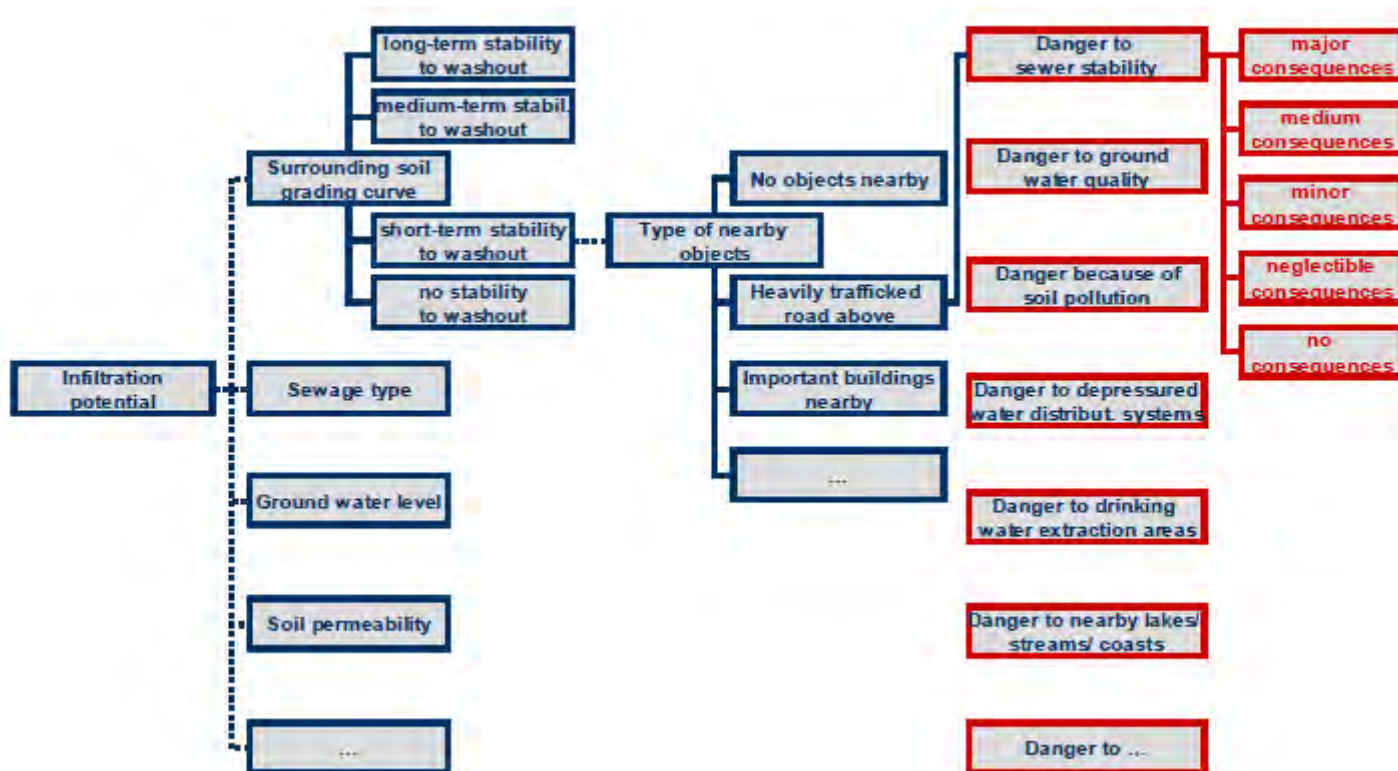 long-term stability
to washout
medium-term stabil.
to washout
Surrounding soil
grading curve
short-term stability
to washout
no stability
to washout
Infiltration
potential
Sewage type
Ground water level
Soil permeability
...
Type of nearby
objects
No objects nearby
Heavily trafficked
road above
Important buildings
nearby
...
Danger to
sewer stability
Danger to ground
water quality
Danger because of
soil pollution
Danger to depressured
water distribut. systems
Danger to drinking
water extraction areas
Danger to nearby lakes/
streams/ coasts
Danger to ...
major
consequences
medium
consequences
minor
consequences
neglectible
consequences
no
consequences